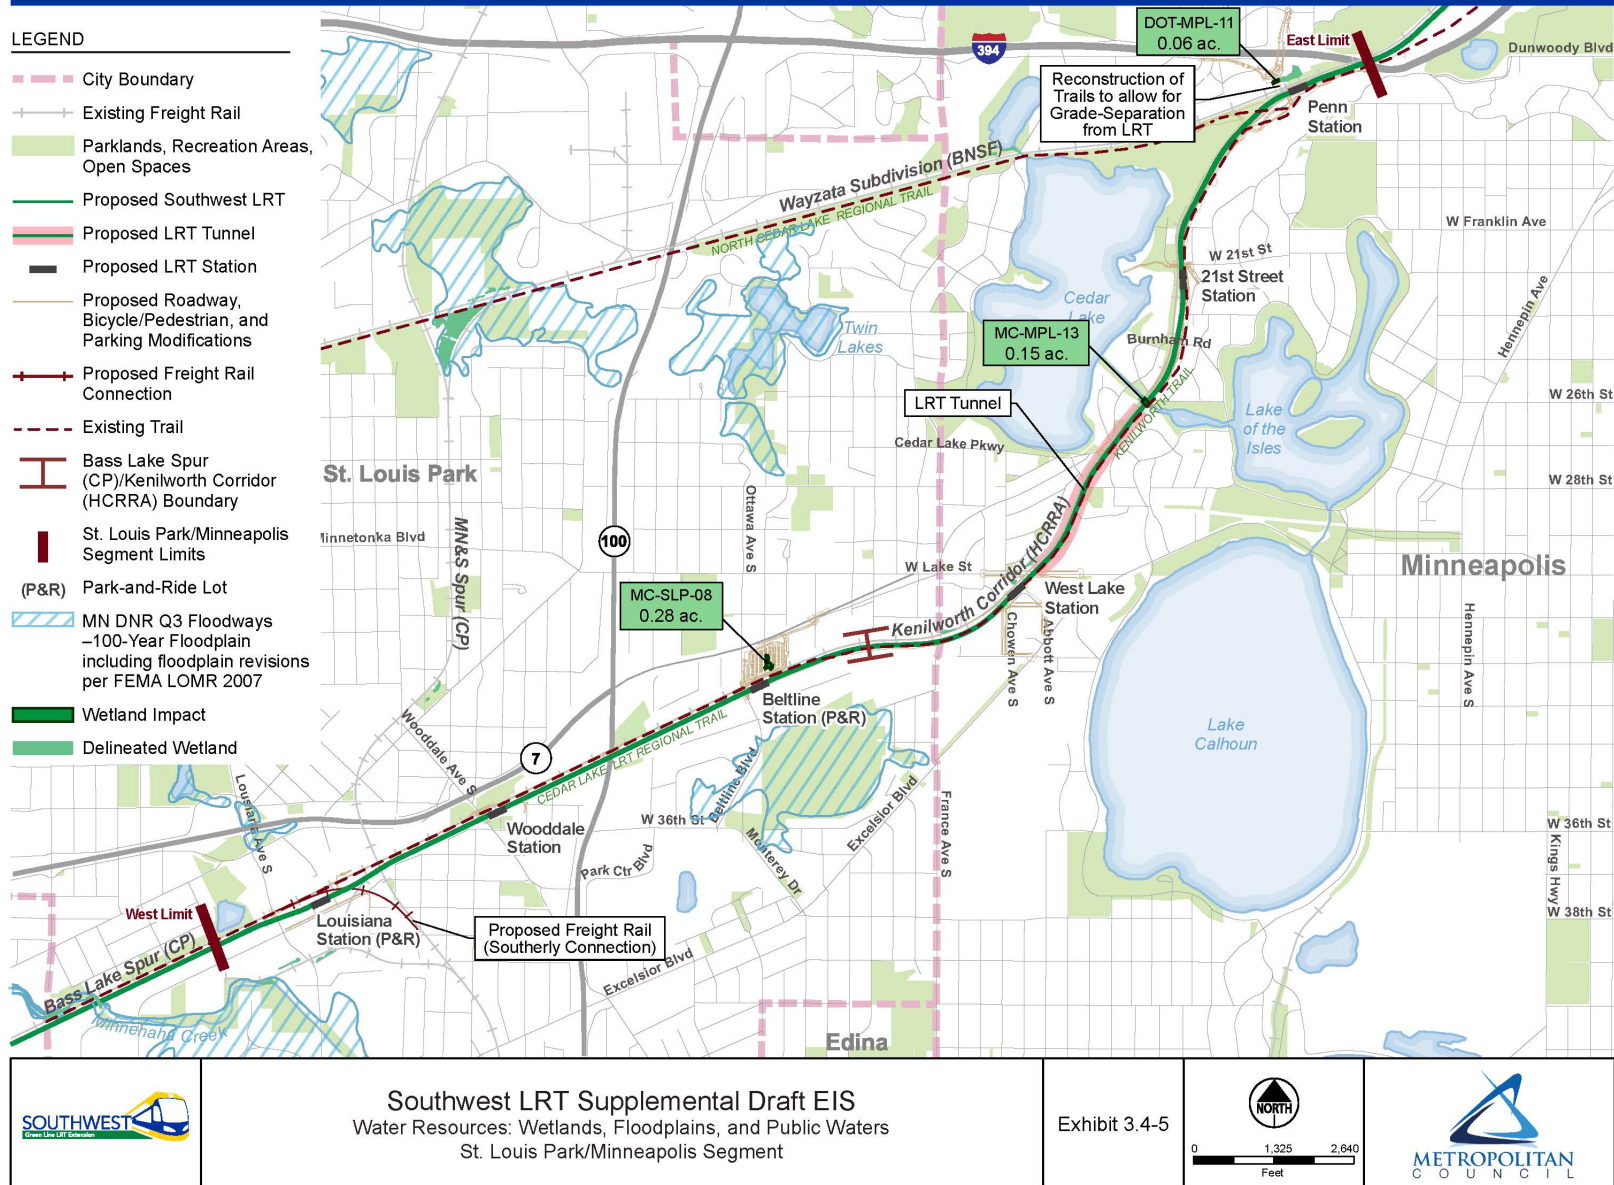 LEGEND
City Boundary
Existing Freight Rail
Parklands, Recreation Areas,
Open Spaces
Proposed Southwest LRT
Proposed LRT Tunnel
Proposed LRT Station
Proposed Roadway,
Bicycle/Pedestrian, and
Parking Modifications
Proposed Freight Rail
Connection
Existing Trail
Bass Lake Spur
(CP)/Kenilworth Corridor
(HCRRA) Boundary
St. Louis Park/Minneapolis
Segment Limits
(P&R) Park-and-Ride Lot
MN DNR Q3 Floodways
–100-Year Floodplain
including floodplain revisions
per FEMA LOMR 2007
Wetland Impact
Delineated Wetland
DOT-MPL-11
0.06 ac.
394
East Limit
Dunwoody Blvd
Reconstruction of
Trails to allow for
Grade-Separation
from LRT
Penn
Station
Wayzata Subdivision (BNSF)
NORTH CEDAR LAKE REGIONAL TRAIL
W Franklin Ave
W 21st St
21st Street
Station
Cedar
Lake
Hennepin Ave
Twin
Lakes
MC-MPL-13
0.15 ac.
Burnham Rd
KENILWORTH TRAIL
LRT Tunnel
W 26th St
Lake
of the
Isles
Cedar Lake Pkwy
St. Louis Park
W 28th St
Ottawa Ave S
MN&S Spur (CP)
100
Minnetonka Blvd
Minneapolis
W Lake St
Kenilworth Corridor (HCRRA)
West Lake
Station
MC-SLP-08
0.28 ac.
Chowen Ave S
Abbott Ave S
Hennepin Ave S
Beltline
Station (P&R)
Wooddale Ave S
Lake
Calhoun
7
CEDAR LAKE LRT REGIONAL TRAIL
Beltline Blvd
Louisiana Ave S
W 36th St
Excelsior Blvd
France Ave S
W 36th St
Wooddale
Station
Monterey Dr
Park Ctr Blvd
Kings Hwy
W 38th St
West Limit
Louisiana
Station (P&R)
Proposed Freight Rail
(Southerly Connection)
Bass Lake Spur (CP)
Excelsior Blvd
Minnehaha Creek
Edina
SOUTHWEST
Green Line LRT Extension
Southwest LRT Supplemental Draft EIS
Water Resources: Wetlands, Floodplains, and Public Waters
St. Louis Park/Minneapolis Segment
Exhibit 3.4-5
NORTH
0 1,325 2,640
Feet
METROPOLITAN
COUNCIL